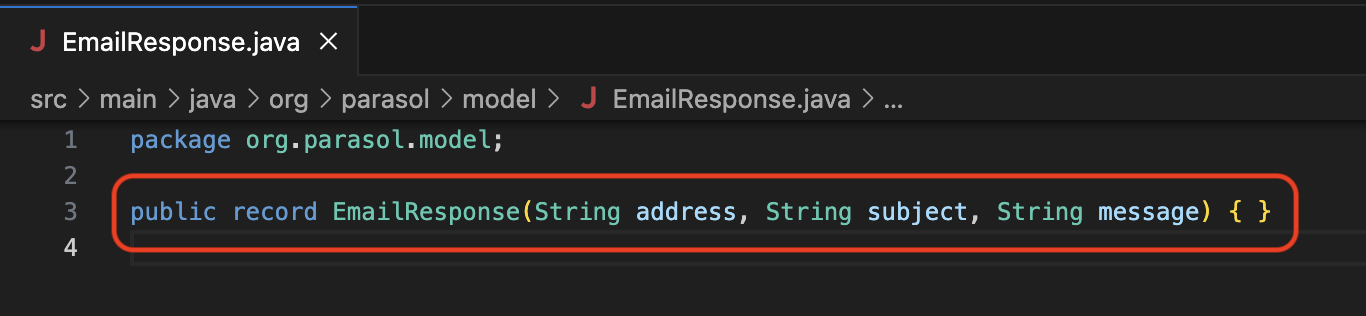 J EmailResponse.java ×
src > main > java > org > parasol > model > J EmailResponse.java > ...
1 package org.parasol.model;
2
3 public record EmailResponse(String address, String subject, String message) { }
4